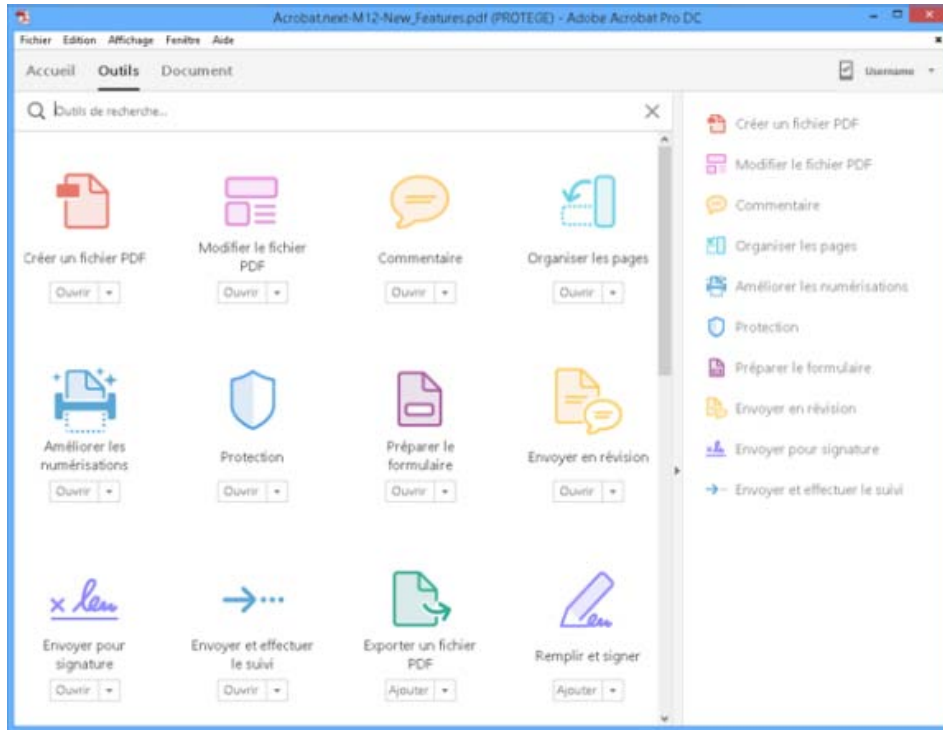 Acrobat.next-M12-New_Features.pdf (PROTEGE) - Adobe Acrobat Pro DC
Fichier Edition Affichage Fenêtre Aide
Accueil Outils Document
Username
Outils de recherche...
Créer un fichier PDF
Ouvrir
Modifier le fichier
PDF
Ouvrir
Commentaire
Ouvrir
Organiser les pages
Ouvrir
Améliorer les
numérisations
Ouvrir
Protection
Ouvrir
Préparer le
formulaire
Ouvrir
Envoyer en révision
Ouvrir
Envoyer pour
signature
Ouvrir
Envoyer et effectuer
le suivi
Ouvrir
Exporter un fichier
PDF
Ajouter
Remplir et signer
Ajouter
Créer un fichier PDF
Modifier le fichier PDF
Commentaire
Organiser les pages
Améliorer les numérisations
Protection
Préparer le formulaire
Envoyer en révision
Envoyer pour signature
Envoyer et effectuer le suivi